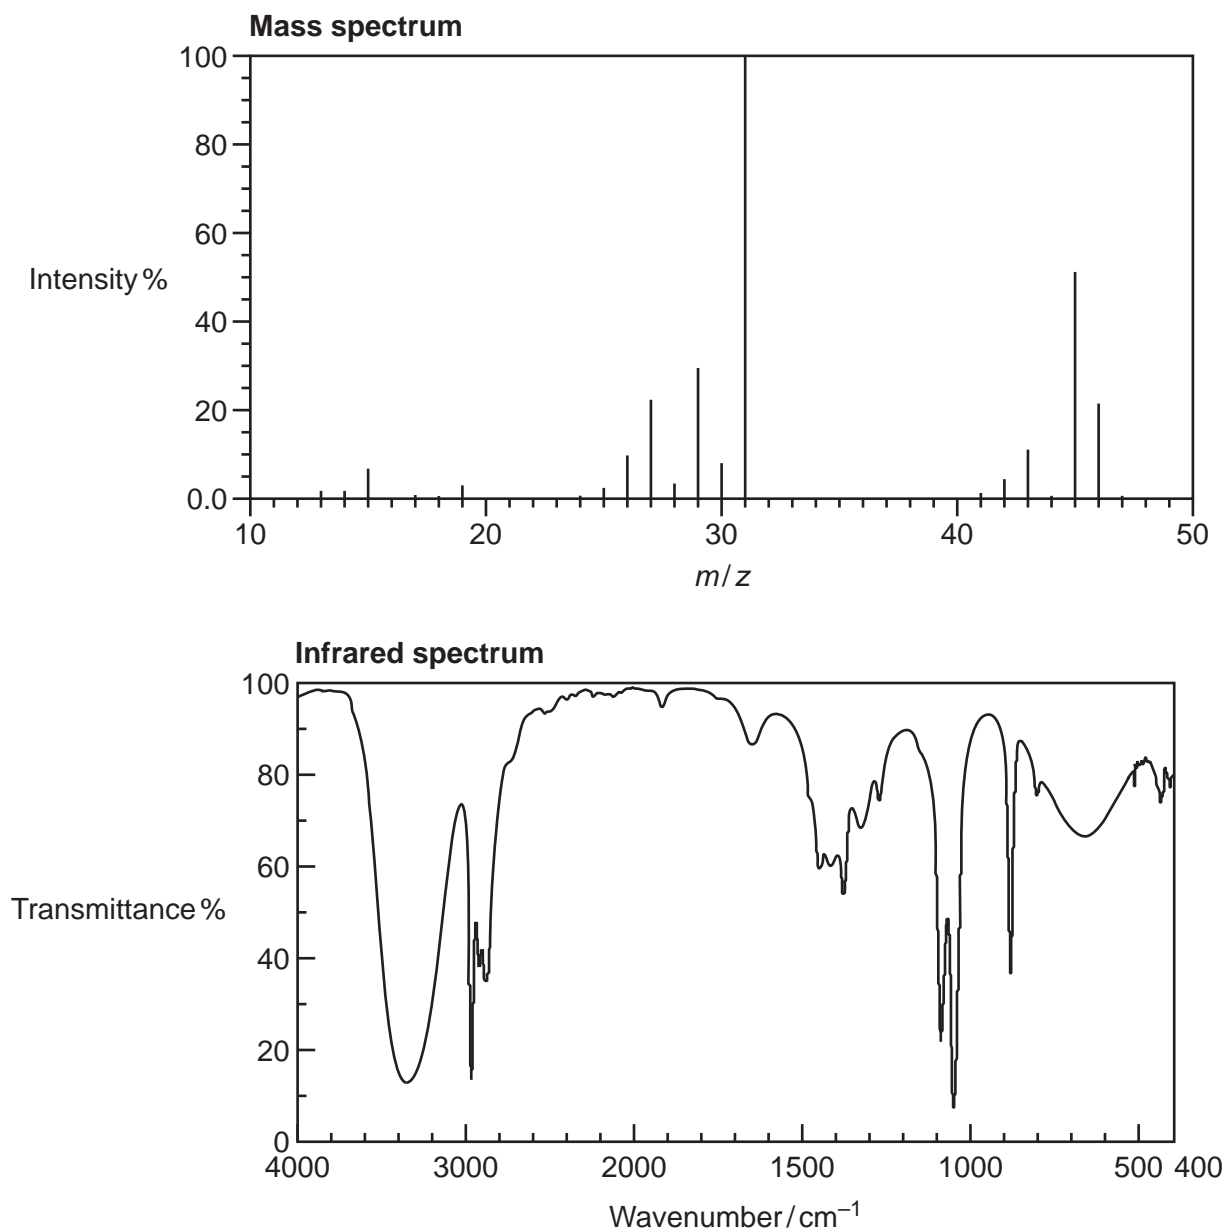 Mass spectrum
100
80
60
Intensity %
40
20
0.0
10 20 30 40 50
m / z
Infrared spectrum
100
80
60
Transmittance %
40
20
0
4000 3000 2000 1500 1000 500 400
Wavenumber / cm⁻¹